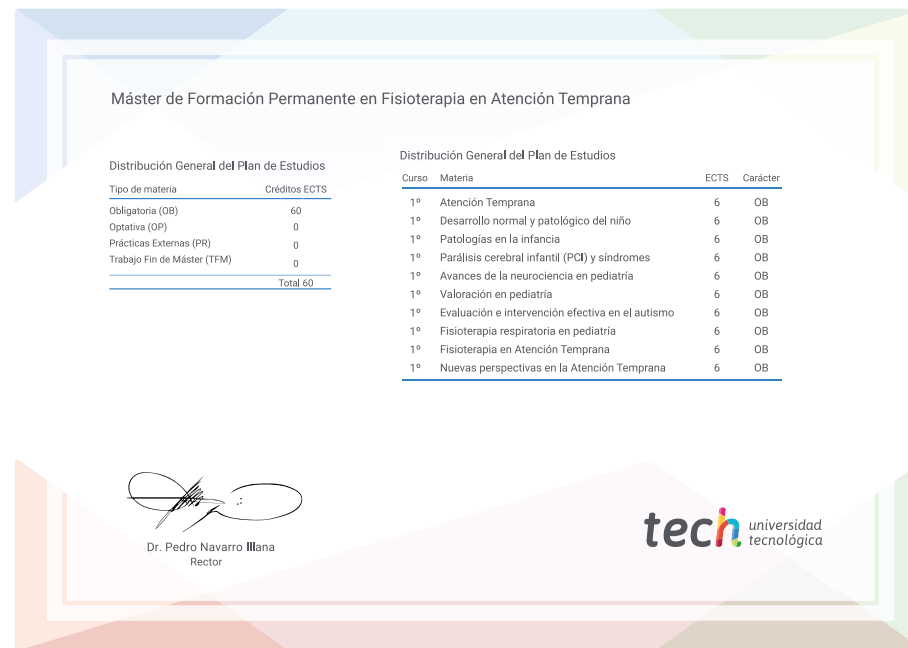 Máster de Formación Permanente en Fisioterapia en Atención Temprana
Distribución General del Plan de Estudios
Tipo de materia Créditos ECTS
Obligatoria (OB) 60
Optativa (OP) 0
Prácticas Externas (PR) 0
Trabajo Fin de Máster (TFM) 0
Total 60
Distribución General del Plan de Estudios
Curso Materia ECTS Carácter
1º Atención Temprana 6 OB
1º Desarrollo normal y patológico del niño 6 OB
1º Patologías en la infancia 6 OB
1º Parálisis cerebral infantil (PCI) y síndromes 6 OB
1º Avances de la neurociencia en pediatría 6 OB
1º Valoración en pediatría 6 OB
1º Evaluación e intervención efectiva en el autismo 6 OB
1º Fisioterapia respiratoria en pediatría 6 OB
1º Fisioterapia en Atención Temprana 6 OB
1º Nuevas perspectivas en la Atención Temprana 6 OB
Dr. Pedro Navarro Illana
Rector
tech universidad
tecnológica